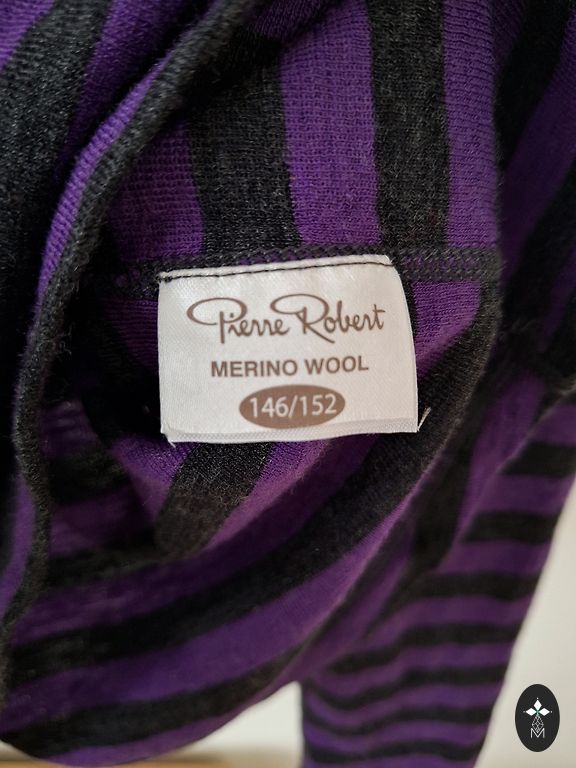 Pierre Robert
MERINO WOOL
146/152
M